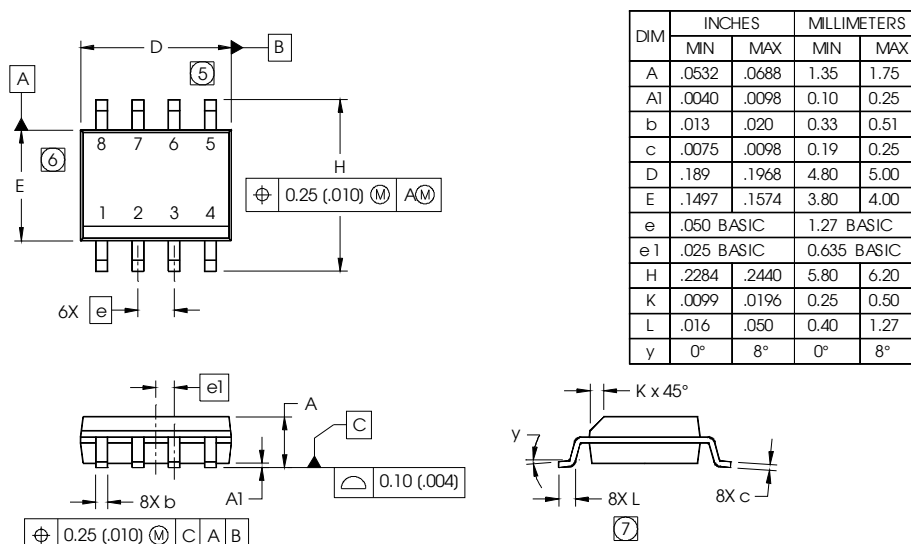 D
B
5
A
8 7 6 5
6
E
H
⌖ 0.25 (.010) Ⓜ AⓂ
1 2 3 4
6X e
DIM INCHES MILLIMETERS
MIN MAX MIN MAX
A .0532 .0688 1.35 1.75
A1 .0040 .0098 0.10 0.25
b .013 .020 0.33 0.51
c .0075 .0098 0.19 0.25
D .189 .1968 4.80 5.00
E .1497 .1574 3.80 4.00
e .050 BASIC 1.27 BASIC
e1 .025 BASIC 0.635 BASIC
H .2284 .2440 5.80 6.20
K .0099 .0196 0.25 0.50
L .016 .050 0.40 1.27
y 0° 8° 0° 8°
e1
A
C
⌓ 0.10 (.004)
A1
8X b
⌖ 0.25 (.010) Ⓜ C A B
K x 45°
y
8X L
8X c
7